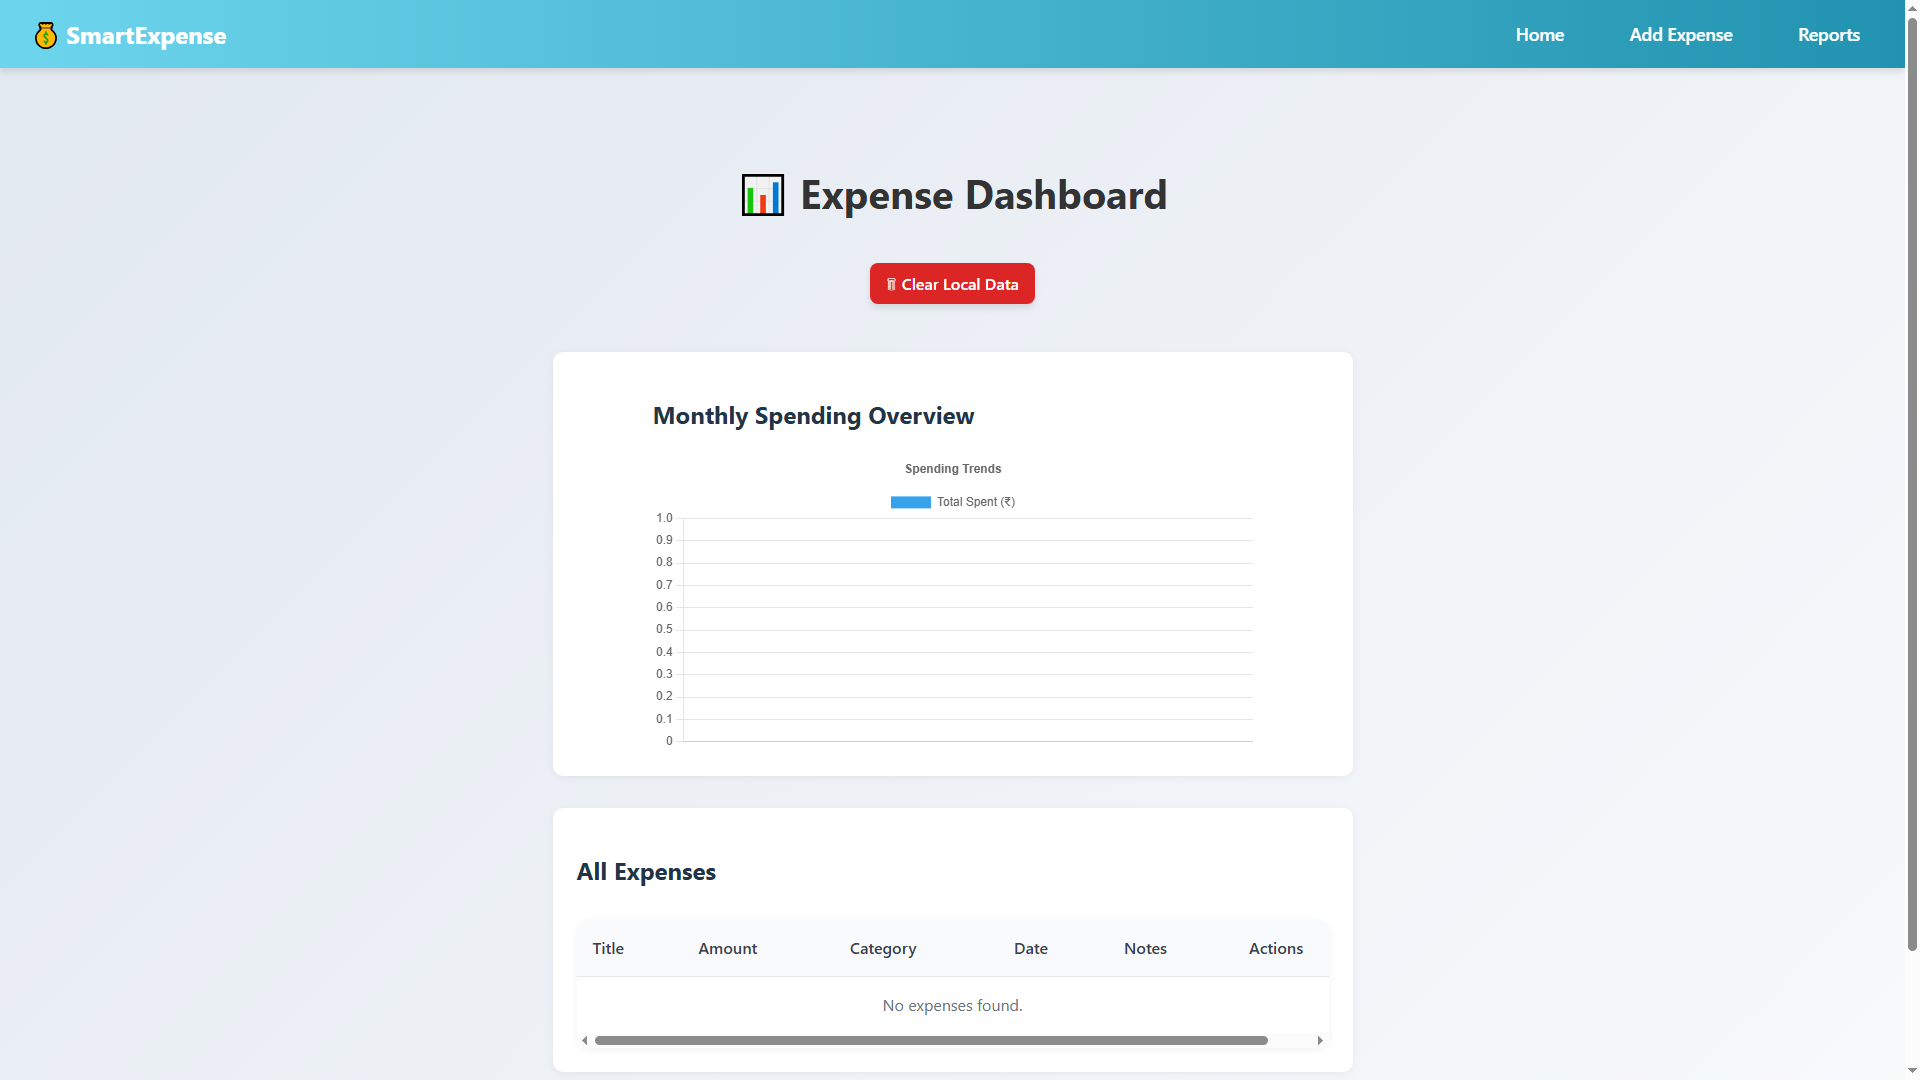 SmartExpense Home Add Expense Reports
Expense Dashboard
Clear Local Data
Monthly Spending Overview
Spending Trends
Total Spent (₹)
1.0
0.9
0.8
0.7
0.6
0.5
0.4
0.3
0.2
0.1
0
All Expenses
Title Amount Category Date Notes Actions
No expenses found.